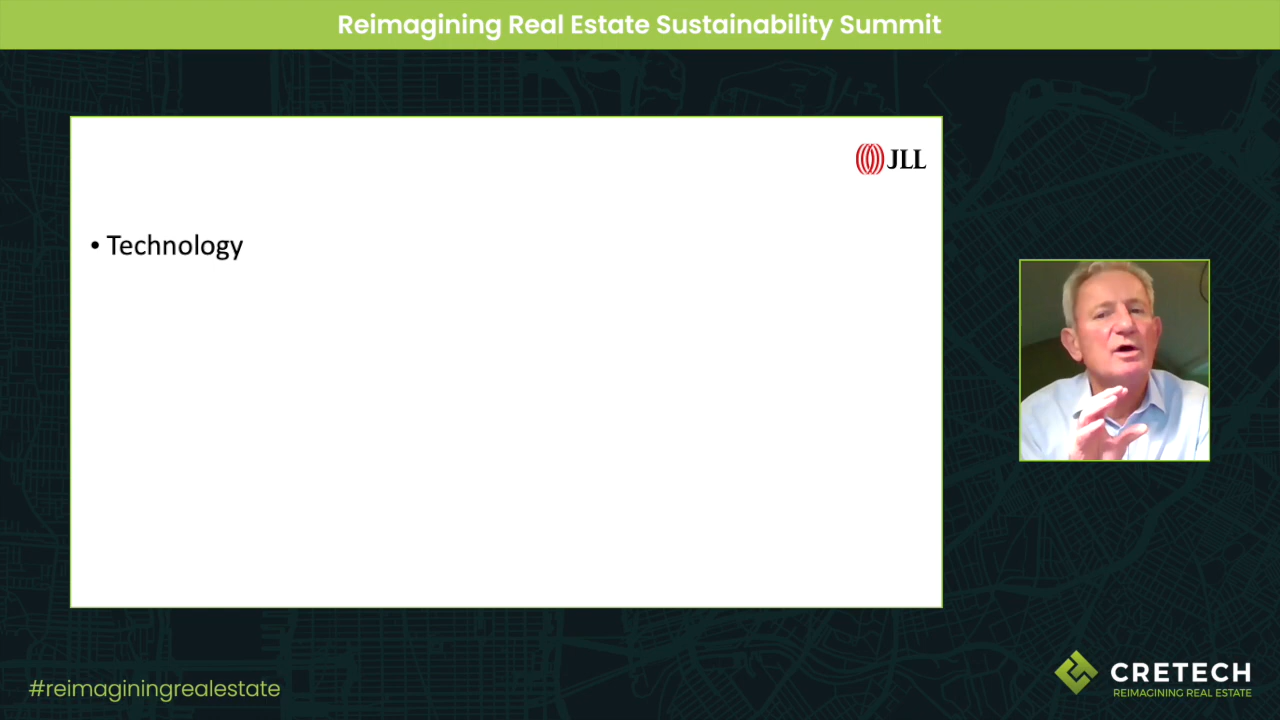 Reimagining Real Estate Sustainability Summit
JLL
• Technology
#reimaginingrealestate
CRETECH
REIMAGINING REAL ESTATE